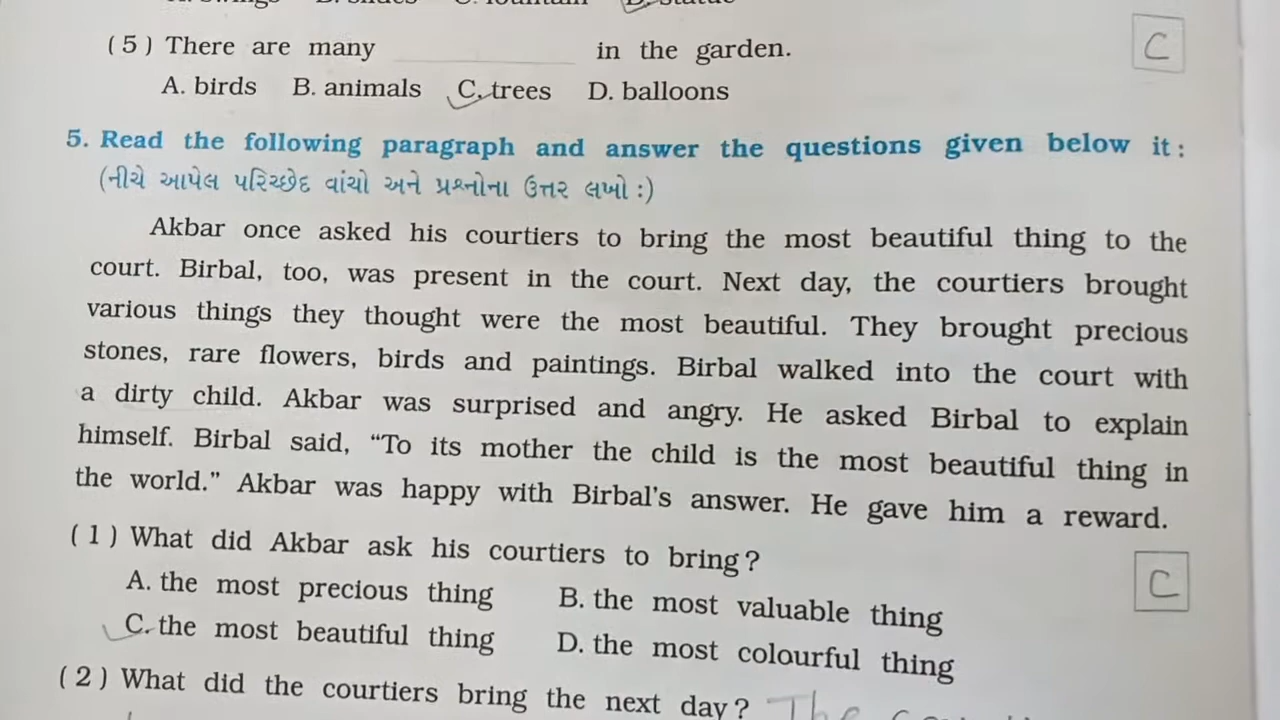 D. statue
(5) There are many ____ in the garden.
C
A. birds B. animals C. trees D. balloons
5. Read the following paragraph and answer the questions given below it:
(નીચે આપેલ પરિચ્છેદ વાંચો અને પ્રશ્નોના ઉત્તર લખો :)
Akbar once asked his courtiers to bring the most beautiful thing to the
court. Birbal, too, was present in the court. Next day, the courtiers brought
various things they thought were the most beautiful. They brought precious
stones, rare flowers, birds and paintings. Birbal walked into the court with
a dirty child. Akbar was surprised and angry. He asked Birbal to explain
himself. Birbal said, “To its mother the child is the most beautiful thing in
the world.” Akbar was happy with Birbal’s answer. He gave him a reward.
(1) What did Akbar ask his courtiers to bring?
C
A. the most precious thing B. the most valuable thing
C. the most beautiful thing D. the most colourful thing
(2) What did the courtiers bring the next day? The